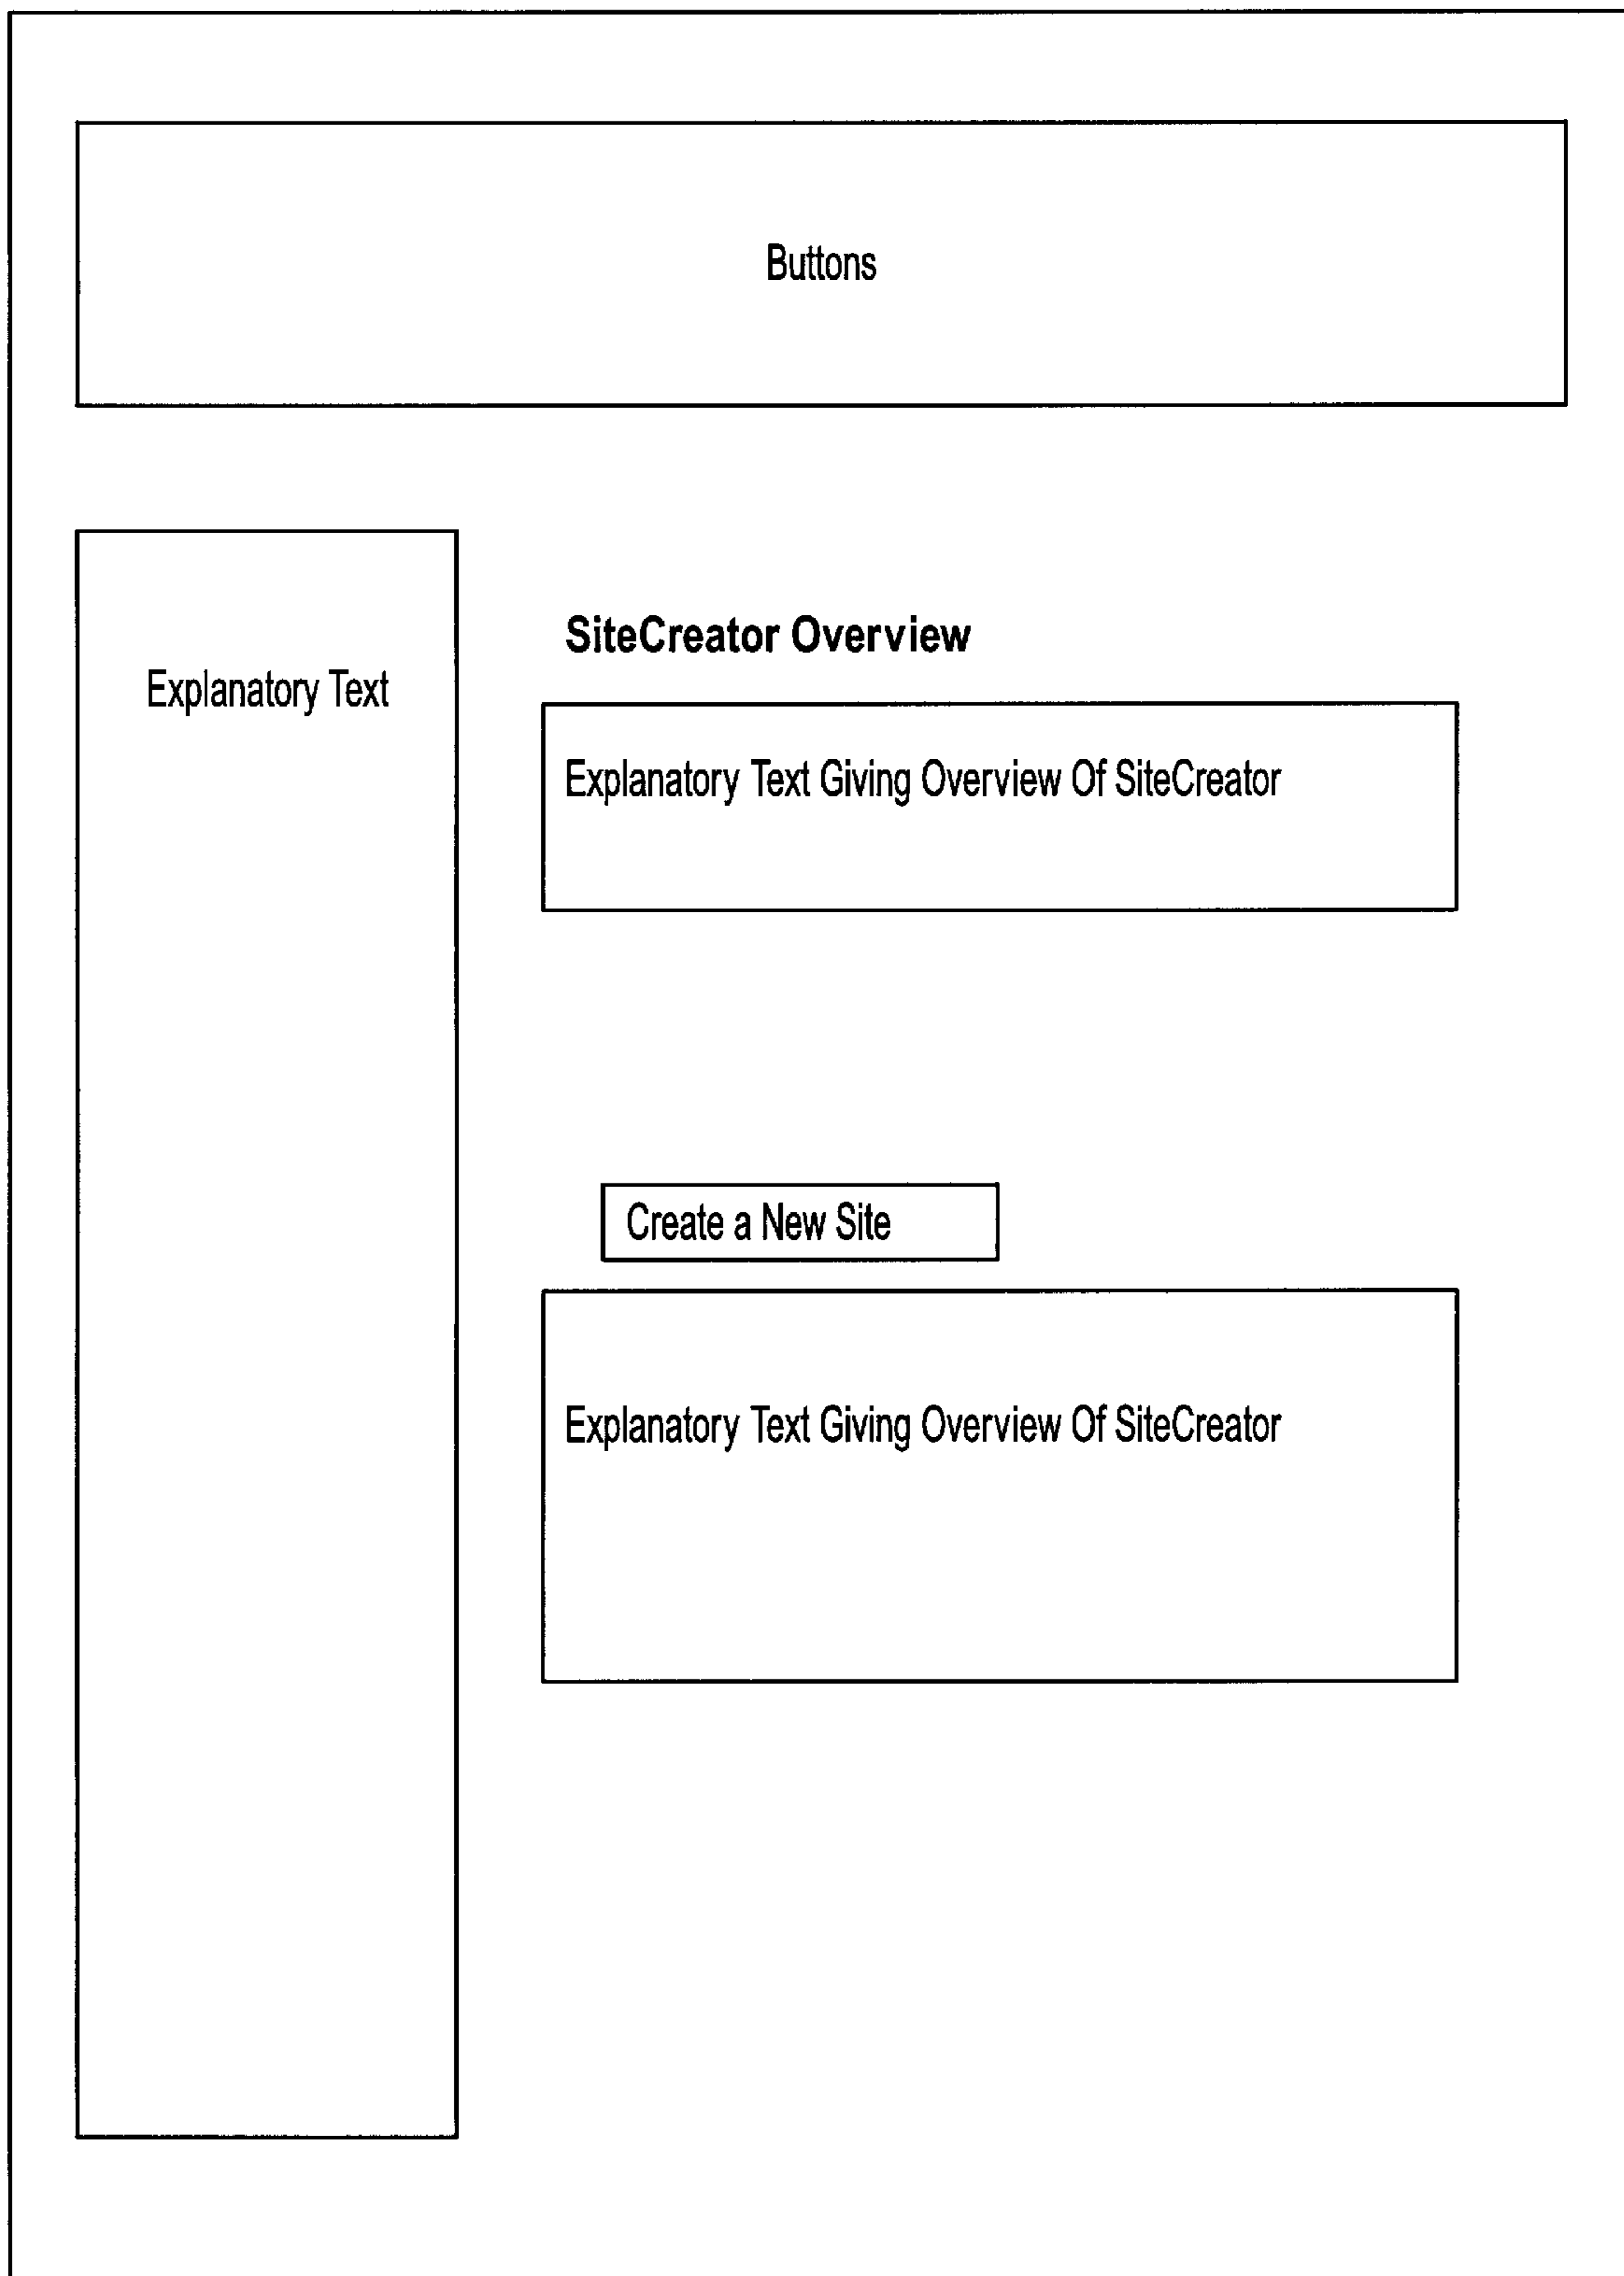 Buttons
Explanatory Text
SiteCreator Overview
Explanatory Text Giving Overview Of SiteCreator
Create a New Site
Explanatory Text Giving Overview Of SiteCreator